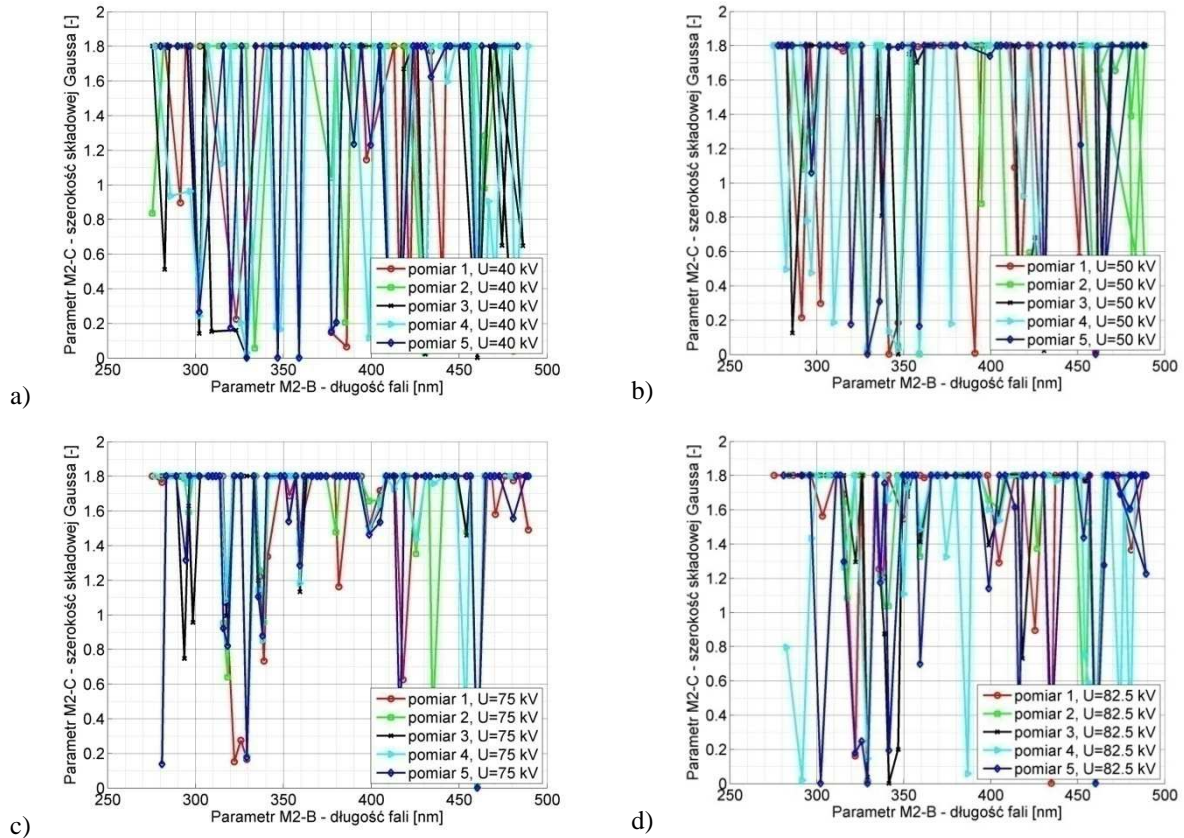 2
1.8
1.6
1.4
1.2
1
0.8
0.6
0.4
0.2
0
Parametr M2-C - szerokość składowej Gaussa [-]
250 300 350 400 450 500
Parametr M2-B - długość fali [nm]
pomiar 1, U=40 kV
pomiar 2, U=40 kV
pomiar 3, U=40 kV
pomiar 4, U=40 kV
pomiar 5, U=40 kV
a)
2
1.8
1.6
1.4
1.2
1
0.8
0.6
0.4
0.2
0
Parametr M2-C - szerokość składowej Gaussa [-]
250 300 350 400 450 500
Parametr M2-B - długość fali [nm]
pomiar 1, U=50 kV
pomiar 2, U=50 kV
pomiar 3, U=50 kV
pomiar 4, U=50 kV
pomiar 5, U=50 kV
b)
2
1.8
1.6
1.4
1.2
1
0.8
0.6
0.4
0.2
0
Parametr M2-C - szerokość składowej Gaussa [-]
250 300 350 400 450 500
Parametr M2-B - długość fali [nm]
pomiar 1, U=75 kV
pomiar 2, U=75 kV
pomiar 3, U=75 kV
pomiar 4, U=75 kV
pomiar 5, U=75 kV
c)
2
1.8
1.6
1.4
1.2
1
0.8
0.6
0.4
0.2
0
Parametr M2-C - szerokość składowej Gaussa [-]
250 300 350 400 450 500
Parametr M2-B - długość fali [nm]
pomiar 1, U=82.5 kV
pomiar 2, U=82.5 kV
pomiar 3, U=82.5 kV
pomiar 4, U=82.5 kV
pomiar 5, U=82.5 kV
d)